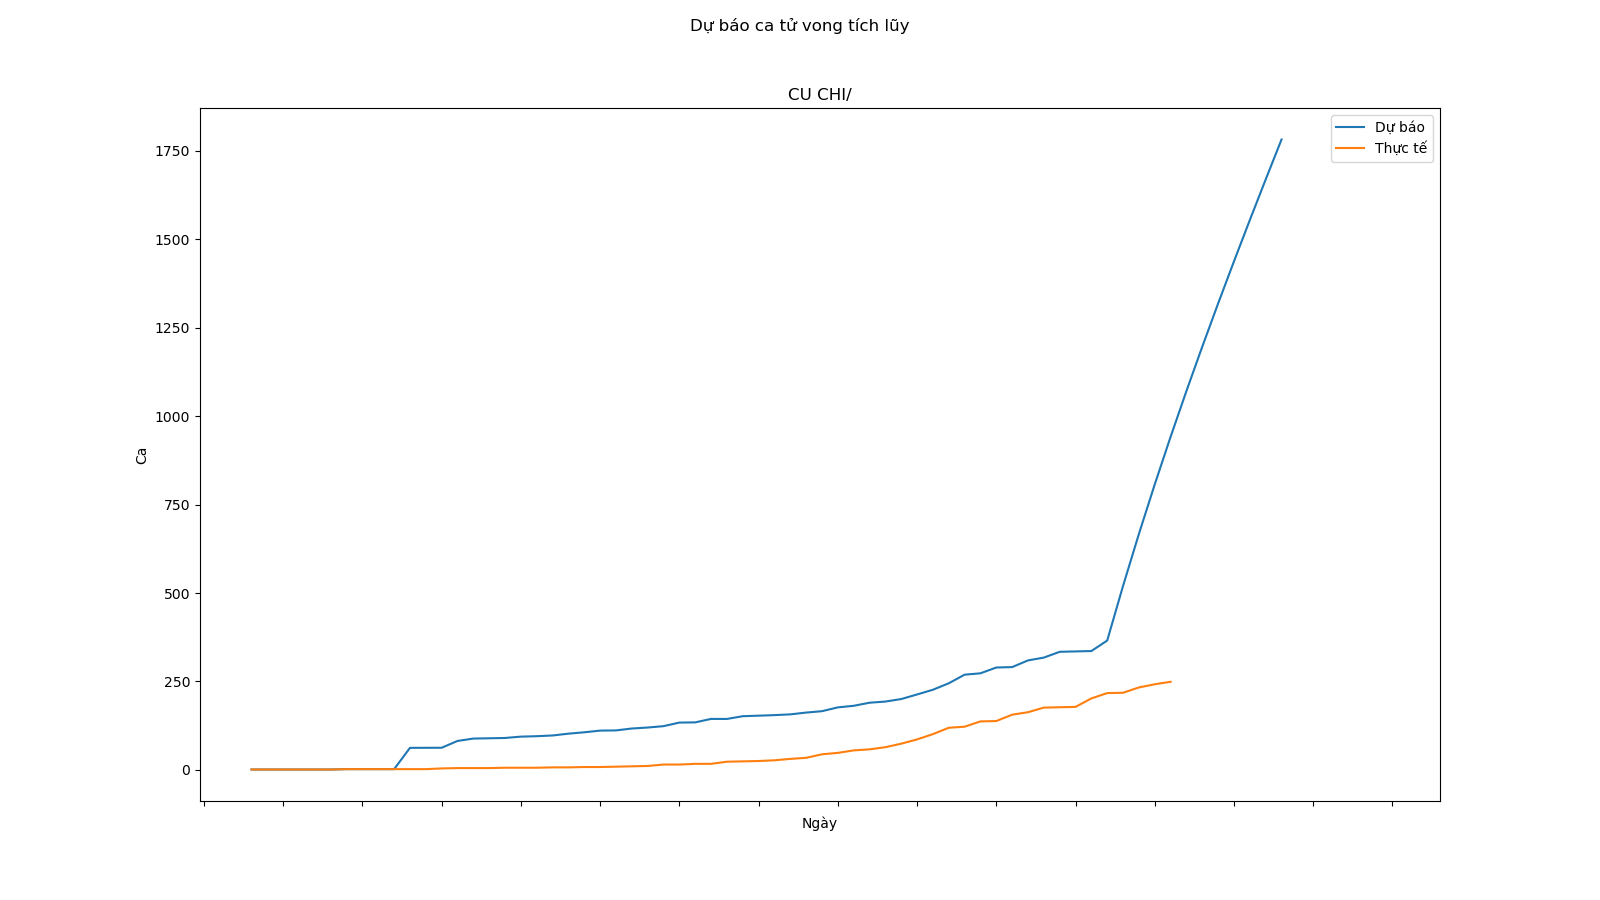 Dự báo ca tử vong tích lũy
CU CHI/
Dự báo
Thực tế
1750
1500
1250
1000
750
500
250
0
Ca
Ngày